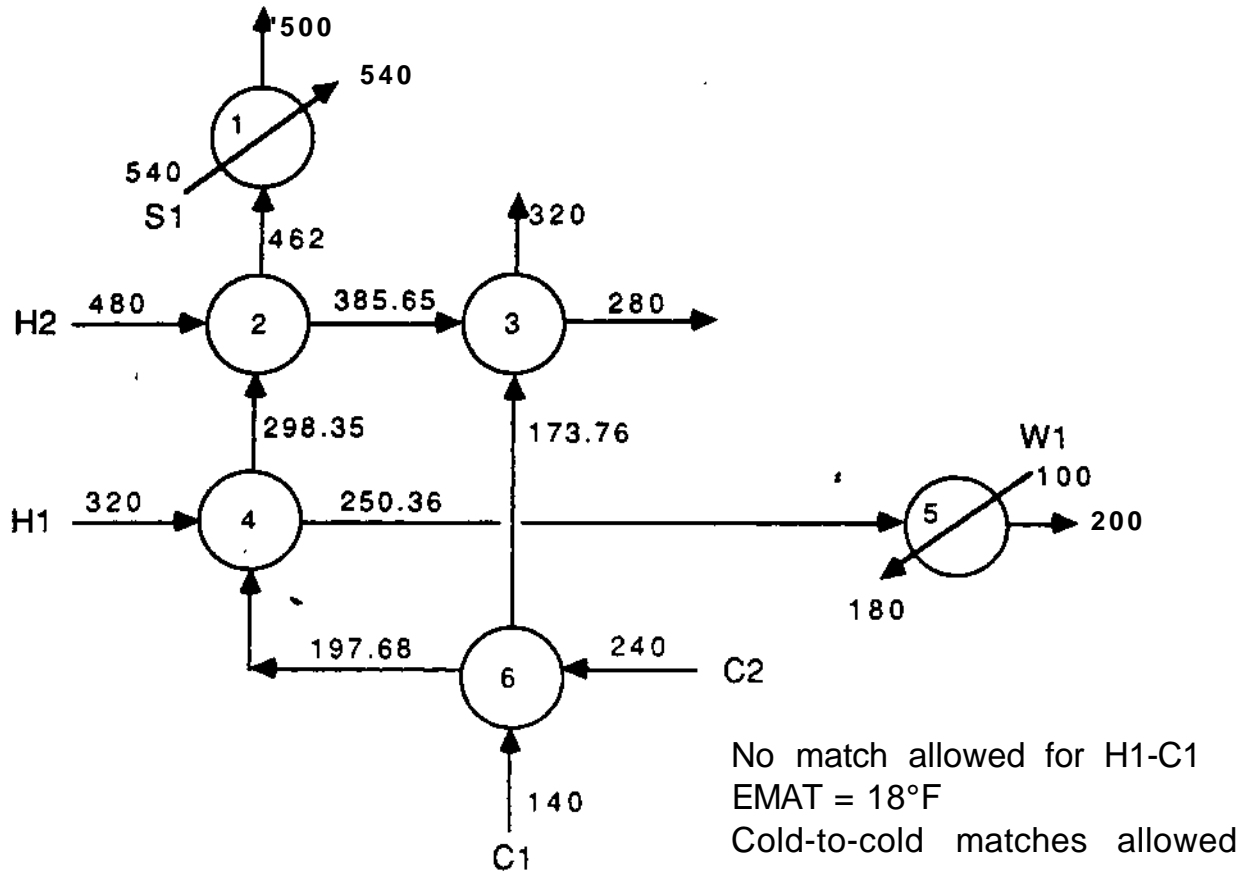 '500
540
1
540
S1
462
320
H2
480
2
385.65
3
280
298.35
173.76
W1
100
H1
320
4
250.36
5
200
180
197.68
6
240
C2
140
C1
No match allowed for H1-C1
EMAT = 18°F
Cold-to-cold matches allowed